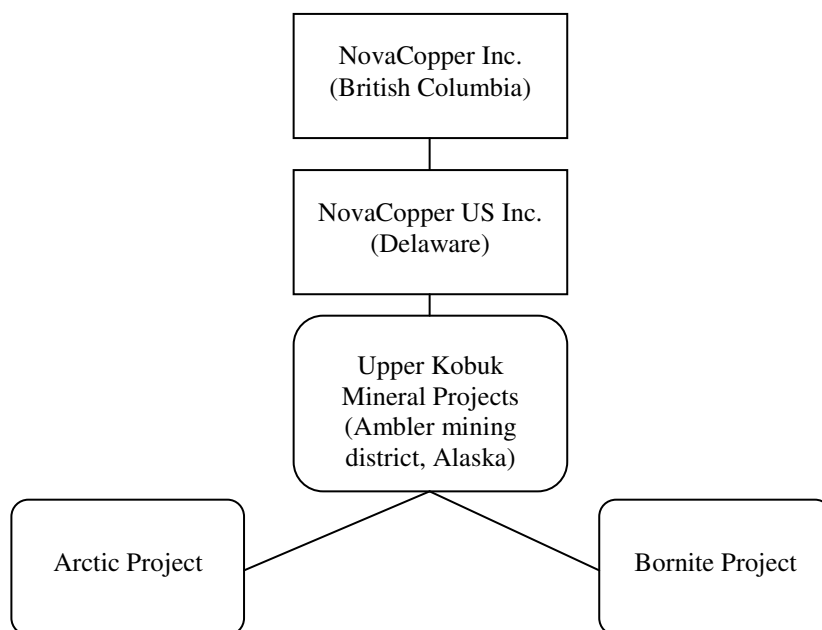 NovaCopper Inc.
(British Columbia)
NovaCopper US Inc.
(Delaware)
Upper Kobuk
Mineral Projects
(Ambler mining
district, Alaska)
Arctic Project
Bornite Project